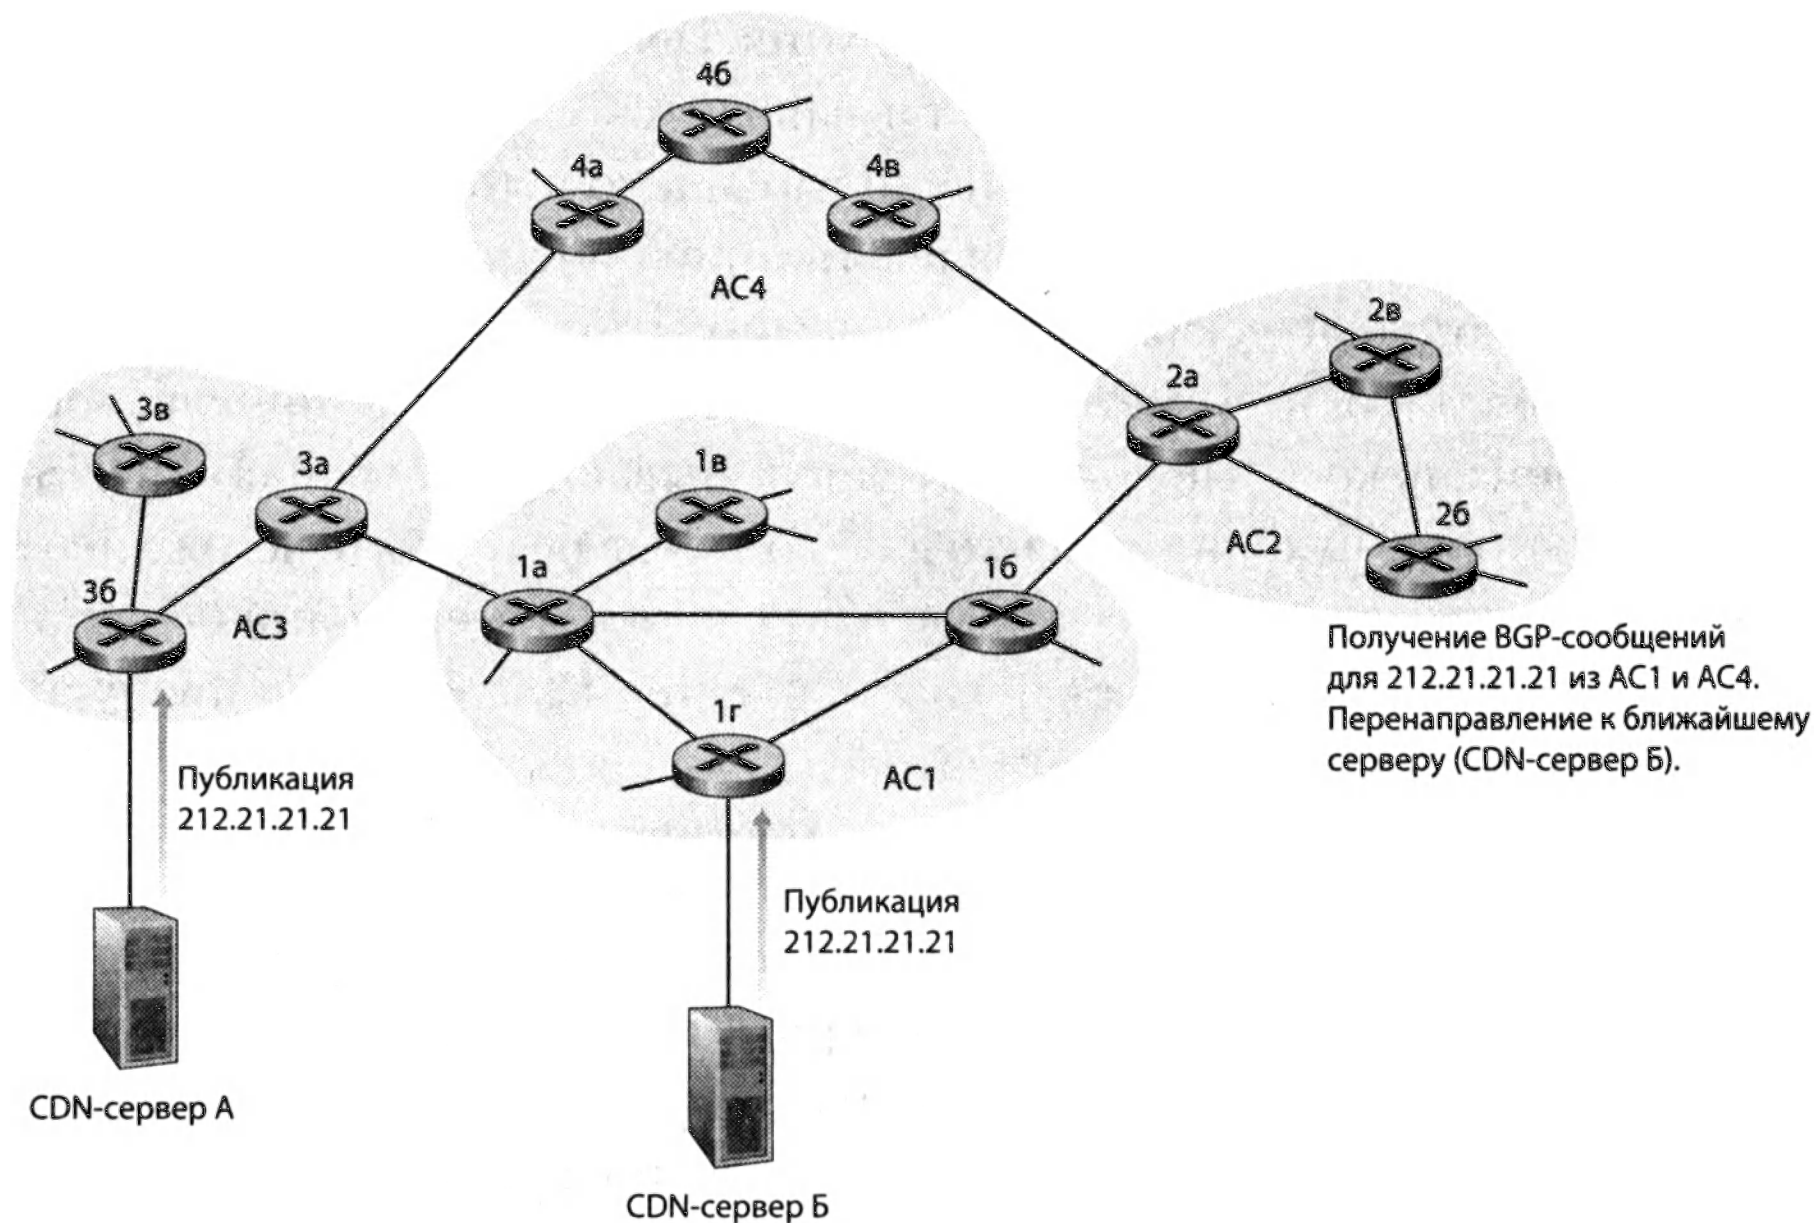 4б
4а
4в
АС4
2в
2а
3в
3а
1в
2б
АС2
1а
1б
3б
АС3
Получение BGP-сообщений
для 212.21.21.21 из АС1 и АС4.
Перенаправление к ближайшему
серверу (CDN-сервер Б).
1г
АС1
Публикация
212.21.21.21
Публикация
212.21.21.21
CDN-сервер А
CDN-сервер Б